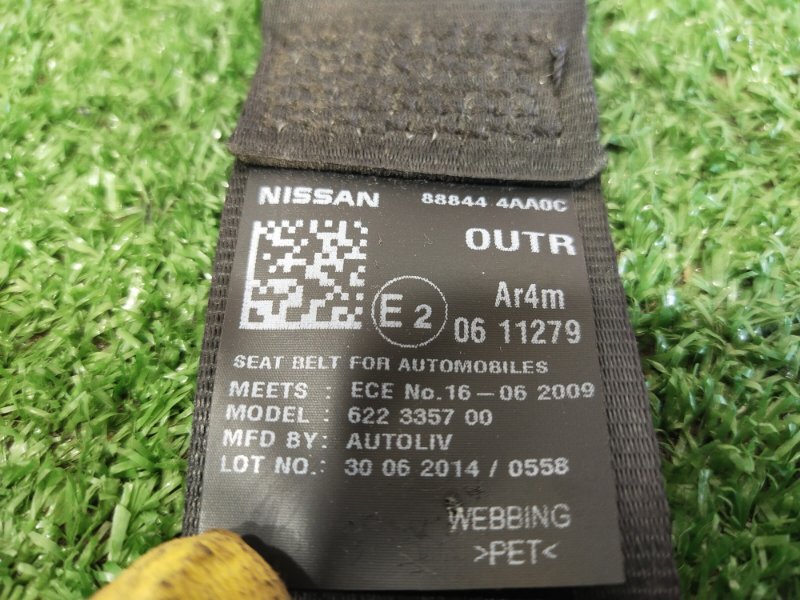 NISSAN 88844 4AA0C
OUTR
E2 Ar4m
06 11279
SEAT BELT FOR AUTOMOBILES
MEETS : ECE No.16-06 2009
MODEL : 622 3357 00
MFD BY: AUTOLIV
LOT NO.: 30 06 2014 / 0558
WEBBING
>PET<